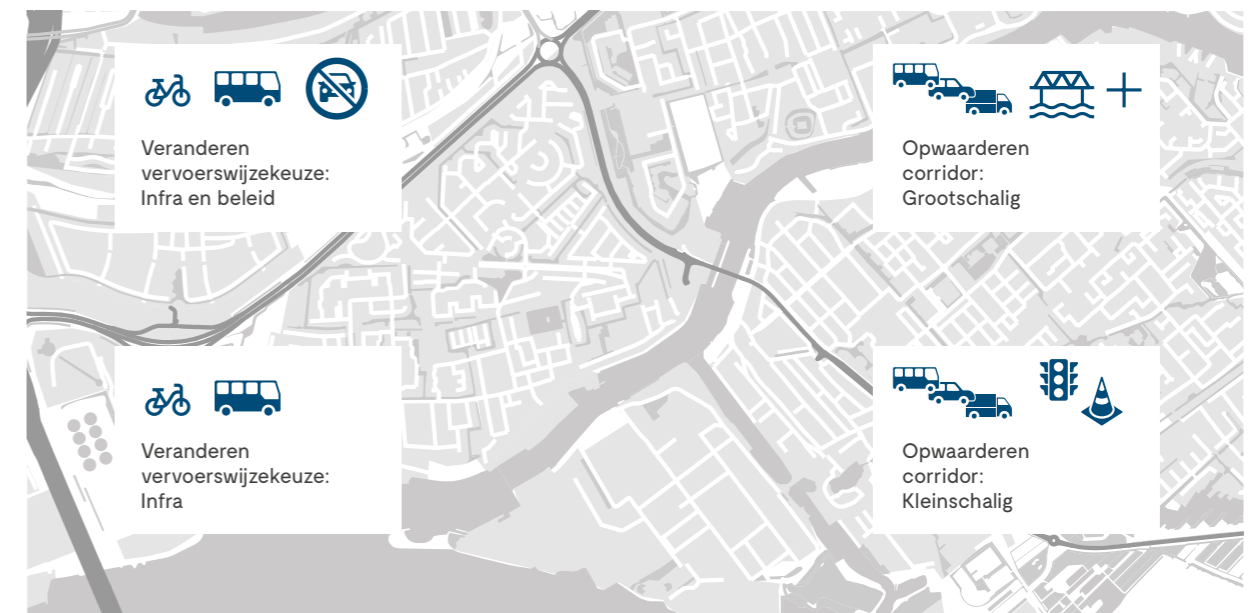 Veranderen
vervoerswijzekeuze:
Infra en beleid
Opwaarderen
corridor:
Grootschalig
Veranderen
vervoerswijzekeuze:
Infra
Opwaarderen
corridor:
Kleinschalig